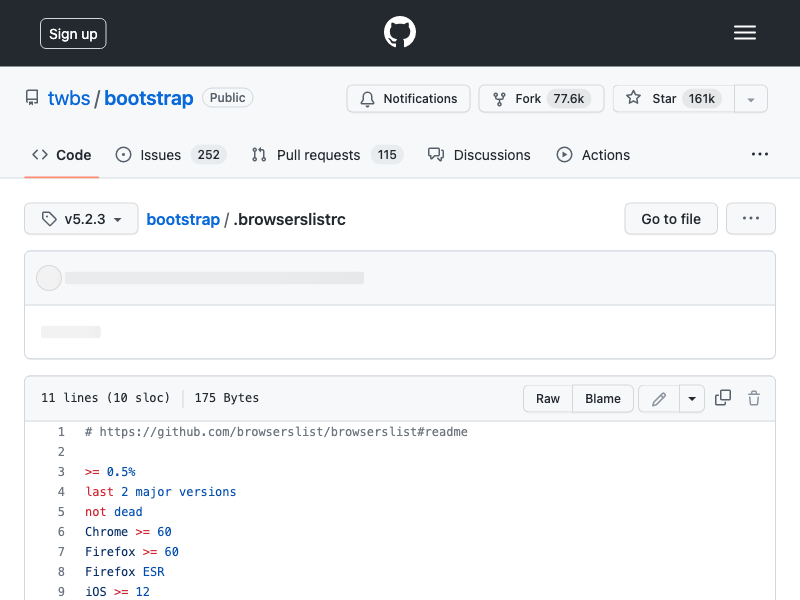 Sign up
twbs / bootstrap Public
Notifications Fork 77.6k Star 161k
Code Issues 252 Pull requests 115 Discussions Actions
v5.2.3 bootstrap / .browserslistrc Go to file
11 lines (10 sloc) 175 Bytes Raw Blame
1 # https://github.com/browserslist/browserslist#readme
2
3 >= 0.5%
4 last 2 major versions
5 not dead
6 Chrome >= 60
7 Firefox >= 60
8 Firefox ESR
9 iOS >= 12